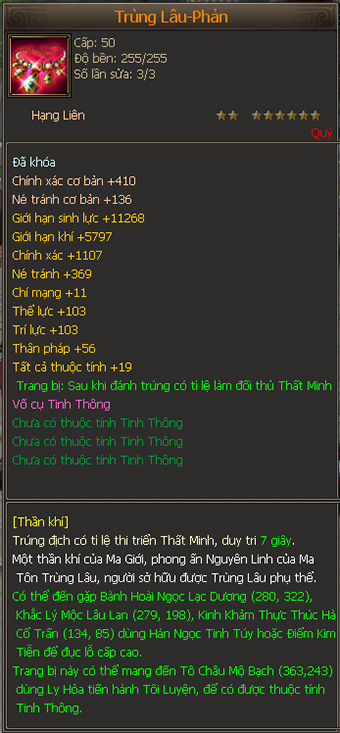 Trùng Lâu-Phản
Cấp: 50
Độ bền: 255/255
Số lần sửa: 3/3
Hạng Liên
Quý
Đã khóa
Chính xác cơ bản +410
Né tránh cơ bản +136
Giới hạn sinh lực +11268
Giới hạn khí +5797
Chính xác +1107
Né tránh +369
Chí mạng +11
Thể lực +103
Trí lực +103
Thân pháp +56
Tất cả thuộc tính +19
Trang bị: Sau khi đánh trúng có tỉ lệ làm đối thủ Thất Minh
Võ cụ Tinh Thông
Chưa có thuộc tính Tinh Thông
Chưa có thuộc tính Tinh Thông
Chưa có thuộc tính Tinh Thông
[Thần khí]
Trúng địch có tỉ lệ thi triển Thất Minh, duy trì 7 giây.
Một thần khí của Ma Giới, phong ấn Nguyên Linh của Ma
Tôn Trùng Lâu, người sở hữu được Trùng Lâu phụ thể.
Có thể đến gặp Bành Hoài Ngọc Lạc Dương (280, 322),
Khắc Lý Mộc Lâu Lan (279, 198), Kinh Khảm Thực Thúc Hà
Cổ Trấn (134, 85) dùng Hàn Ngọc Tinh Túy hoặc Điểm Kim
Tiễn để đục lỗ cấp cao.
Trang bị này có thể mang đến Tô Châu Mộ Bạch (363,243)
dùng Ly Hỏa tiến hành Tôi Luyện, để có được thuộc tính
Tinh Thông.